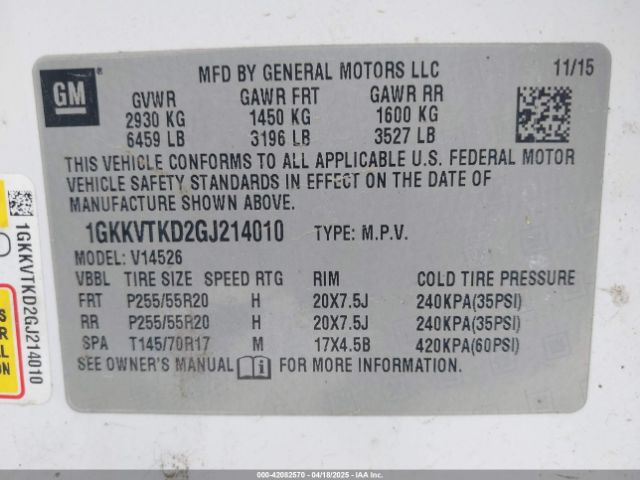 GM
MFD BY GENERAL MOTORS LLC 11/15
GVWR GAWR FRT GAWR RR
2930 KG 1450 KG 1600 KG
6459 LB 3196 LB 3527 LB
THIS VEHICLE CONFORMS TO ALL APPLICABLE U.S. FEDERAL MOTOR
VEHICLE SAFETY STANDARDS IN EFFECT ON THE DATE OF
MANUFACTURE SHOWN ABOVE.
1GKKVTKD2GJ214010 TYPE: M.P.V.
MODEL: V14526
VBBL TIRE SIZE SPEED RTG RIM COLD TIRE PRESSURE
FRT P255/55R20 H 20X7.5J 240KPA(35PSI)
RR P255/55R20 H 20X7.5J 240KPA(35PSI)
SPA T145/70R17 M 17X4.5B 420KPA(60PSI)
SEE OWNER'S MANUAL FOR MORE INFORMATION
1GKKVTKD2GJ214010
000-42082570 - 04/18/2025 - COPYRIGHT IAA, LLC